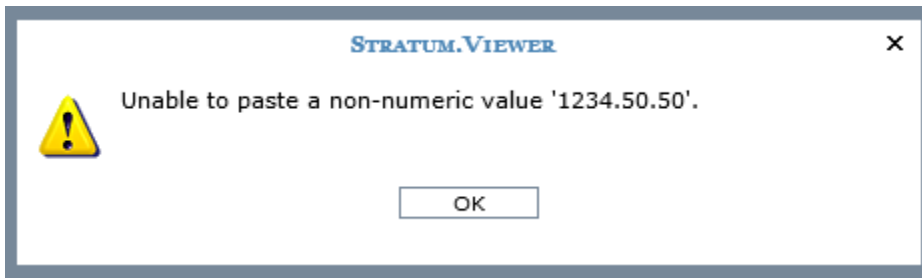 Stratum.Viewer
Unable to paste a non-numeric value '1234.50.50'.
OK